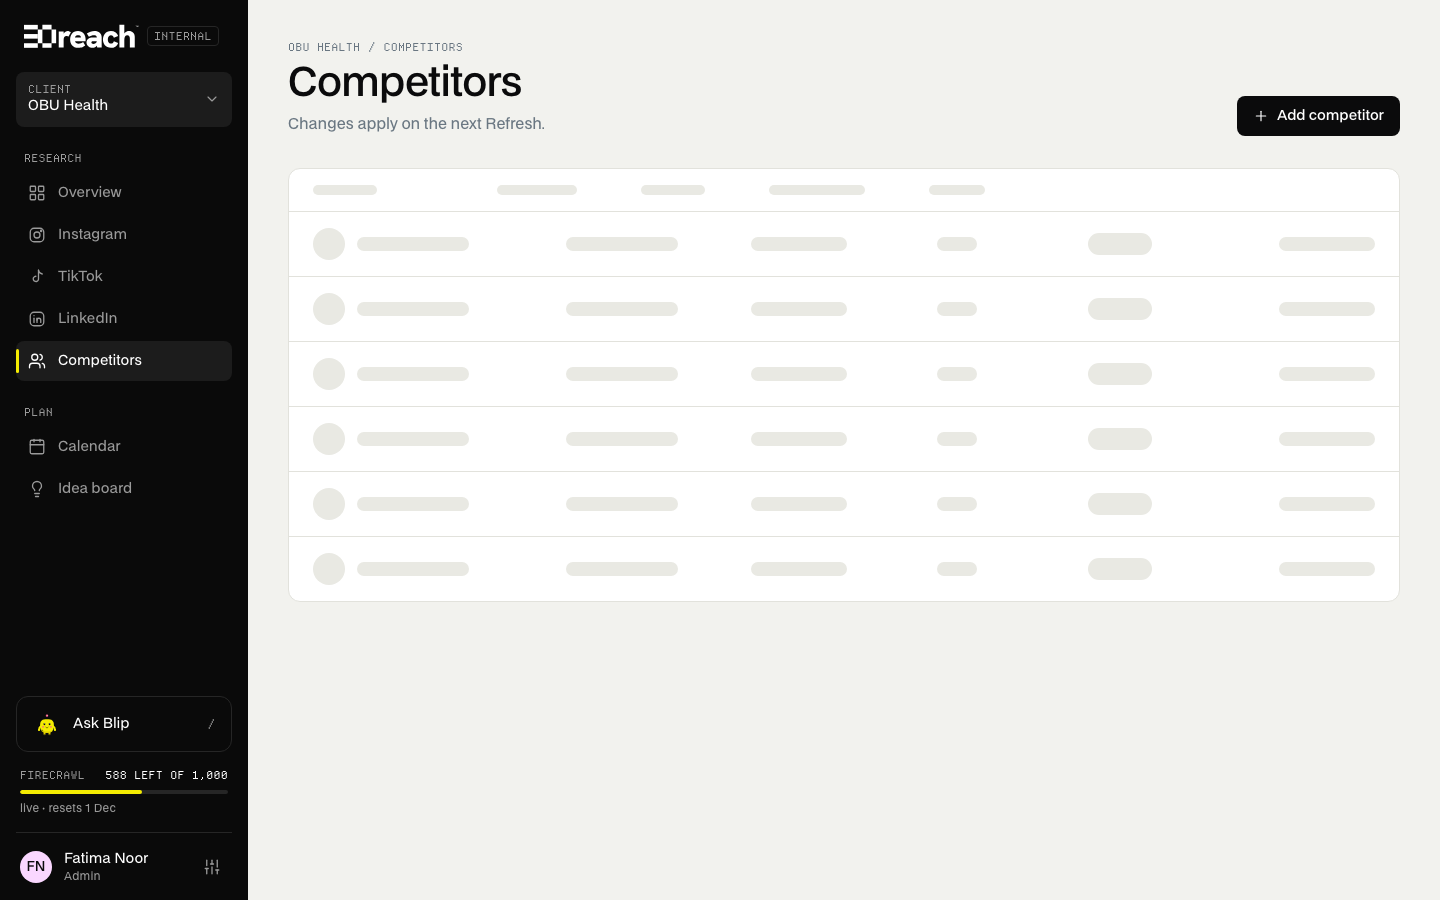 reach
INTERNAL
CLIENT
OBU Health
RESEARCH
Overview
Instagram
TikTok
LinkedIn
Competitors
PLAN
Calendar
Idea board
Ask Blip
/
FIRECRAWL 588 LEFT OF 1,000
live · resets 1 Dec
FN
Fatima Noor
Admin
OBU HEALTH / COMPETITORS
Competitors
Changes apply on the next Refresh.
+ Add competitor